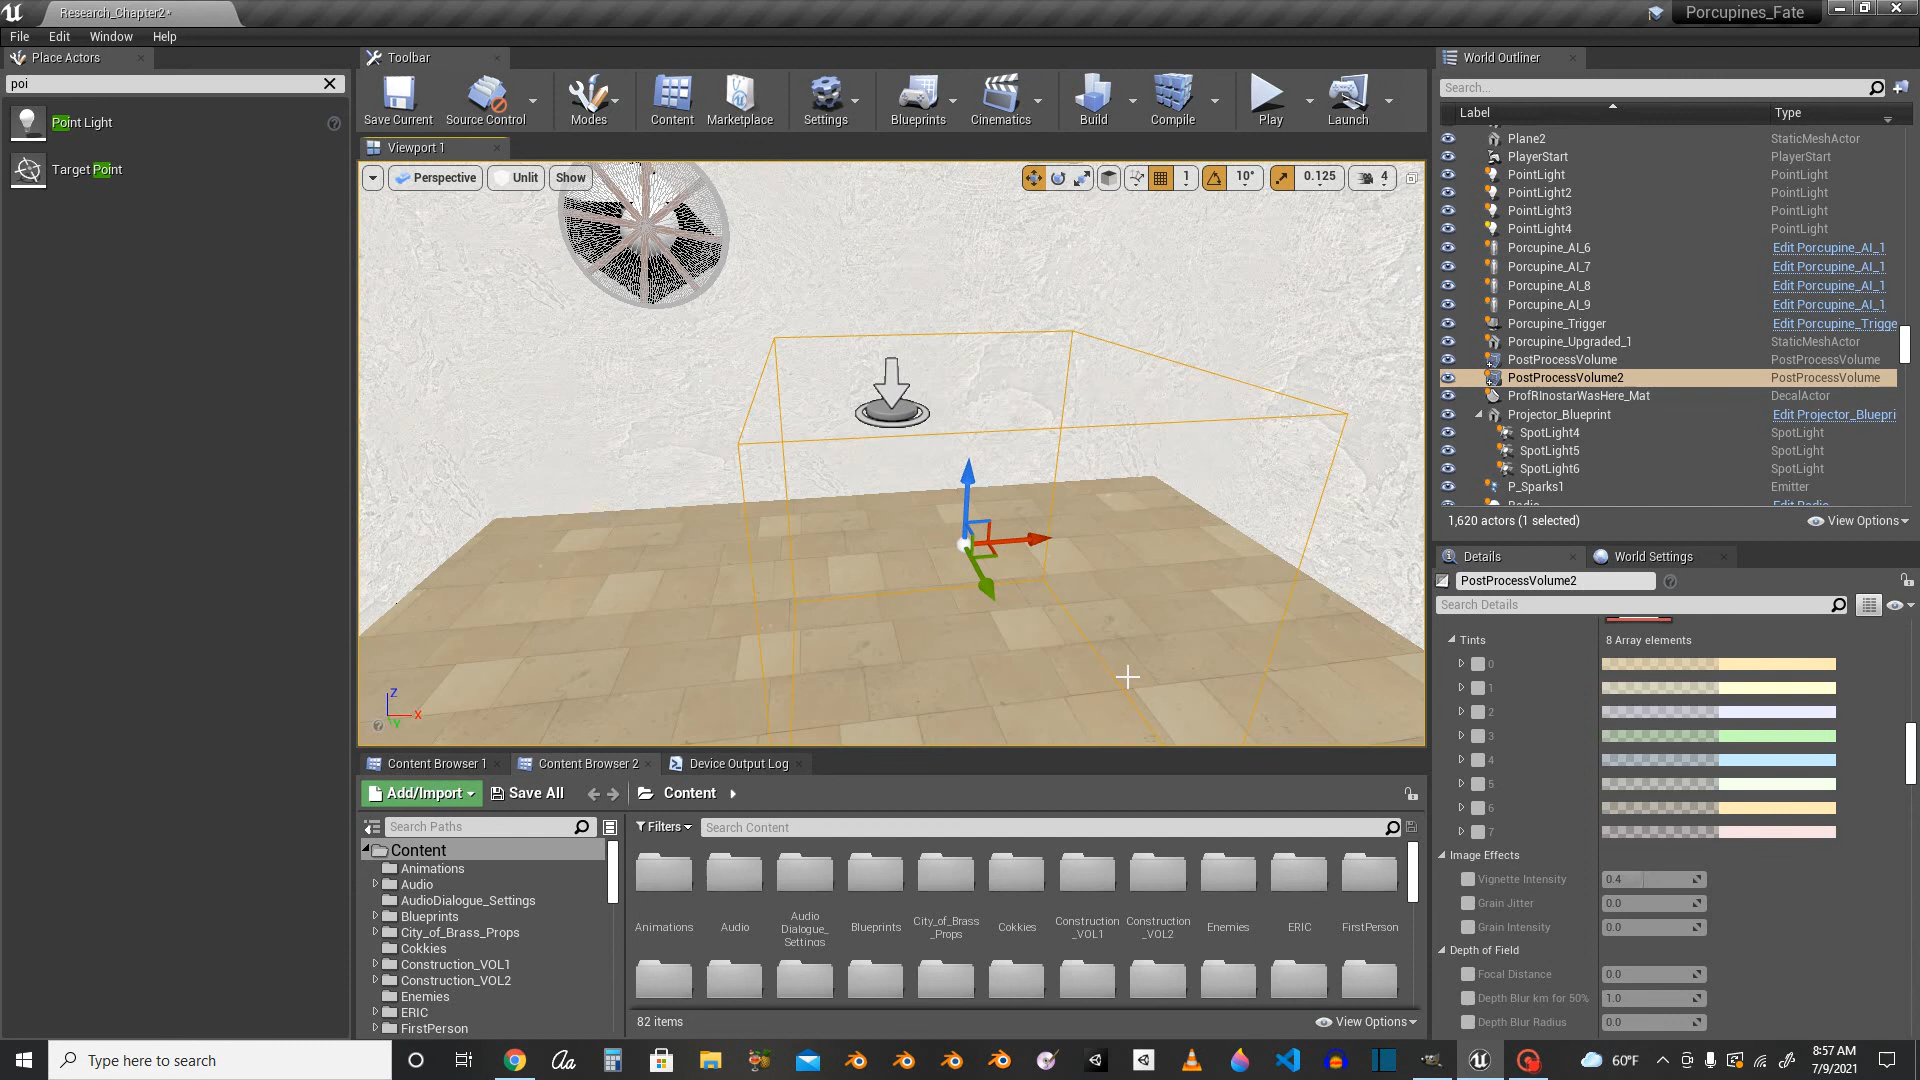 Research_Chapter2*
Porcupines_Fate
File Edit Window Help
Place Actors
poi
Point Light
Target Point
Toolbar
Save Current
Source Control
Modes
Content
Marketplace
Settings
Blueprints
Cinematics
Build
Compile
Play
Launch
Viewport 1
Perspective Unlit Show
1 10° 0.125 4
Z
X
Y
World Outliner
Search...
Label Type
Plane2 StaticMeshActor
PlayerStart PlayerStart
PointLight PointLight
PointLight2 PointLight
PointLight3 PointLight
PointLight4 PointLight
Porcupine_AI_6 Edit Porcupine_AI_1
Porcupine_AI_7 Edit Porcupine_AI_1
Porcupine_AI_8 Edit Porcupine_AI_1
Porcupine_AI_9 Edit Porcupine_AI_1
Porcupine_Trigger Edit Porcupine_Trigge
Porcupine_Upgraded_1 StaticMeshActor
PostProcessVolume PostProcessVolume
PostProcessVolume2 PostProcessVolume
ProfRInostarWasHere_Mat DecalActor
Projector_Blueprint Edit Projector_Bluepri
SpotLight4 SpotLight
SpotLight5 SpotLight
SpotLight6 SpotLight
P_Sparks1 Emitter
1,620 actors (1 selected) View Options
Details World Settings
PostProcessVolume2
Search Details
Tints 8 Array elements
0
1
2
3
4
5
6
7
Image Effects
Vignette Intensity 0.4
Grain Jitter 0.0
Grain Intensity 0.0
Depth of Field
Focal Distance 0.0
Depth Blur km for 50% 1.0
Depth Blur Radius 0.0
Content Browser 1 Content Browser 2 Device Output Log
Add/Import Save All Content
Search Paths
Filters Search Content
Content
Animations
Audio
AudioDialogue_Settings
Blueprints
City_of_Brass_Props
Cokkies
Construction_VOL1
Construction_VOL2
Enemies
ERIC
FirstPerson
Animations
Audio
Audio
Dialogue_
Settings
Blueprints
City_of_Brass
_Props
Cokkies
Construction
_VOL1
Construction
_VOL2
Enemies
ERIC
FirstPerson
82 items View Options
Type here to search
60°F
8:57 AM
7/9/2021